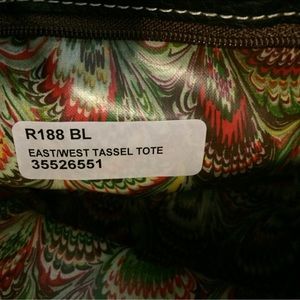 R188 BL
EAST/WEST TASSEL TOTE
35526551